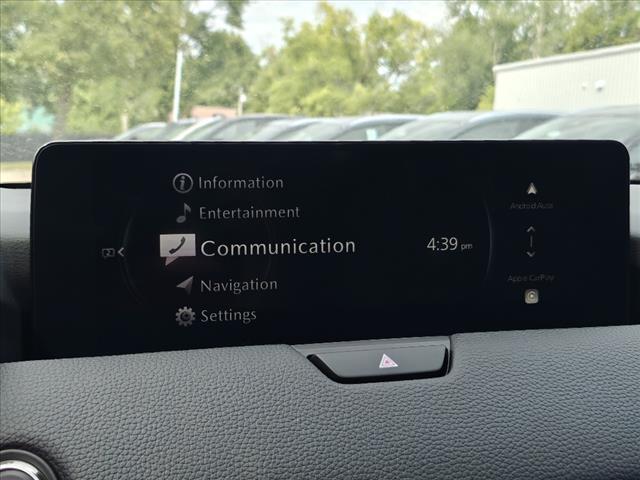 Information
Entertainment
Communication
4:39 pm
Navigation
Settings
Android Auto
Apple CarPlay